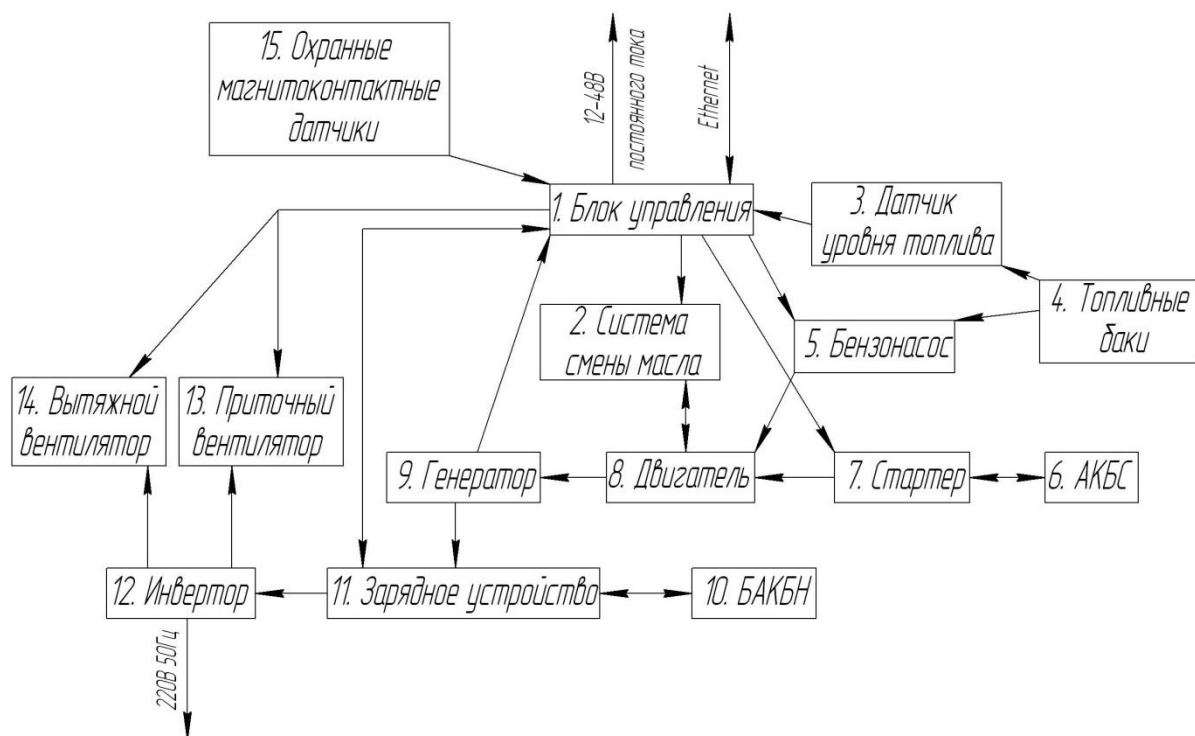 15. Охранные
магнитоконтактные
датчики
12-48В
постоянного тока
Ethernet
1. Блок управления
3. Датчик
уровня топлива
4. Топливные
баки
2. Система
смены масла
5. Бензонасос
14. Вытяжной
вентилятор
13. Приточный
вентилятор
9. Генератор
8. Двигатель
7. Стартер
6. АКБС
12. Инвертор
11. Зарядное устройство
10. БАКБН
220В 50Гц